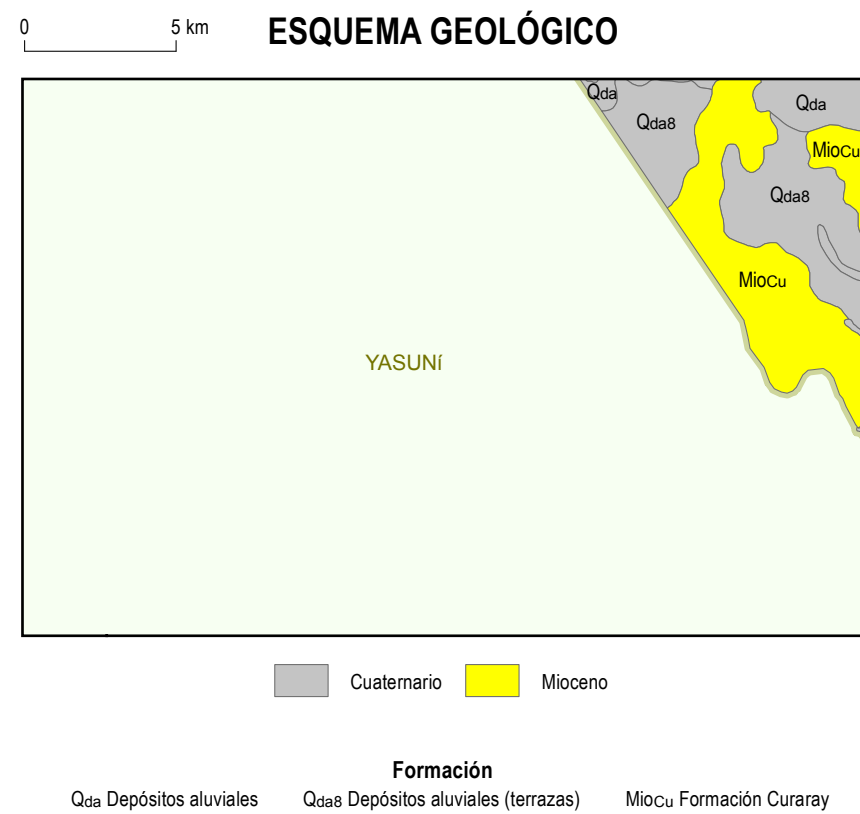 0 5 km ESQUEMA GEOLÓGICO
Qda
Qda
Qda8
MioCu
Qda8
MioCu
YASUNí
Cuaternario Mioceno
Formación
Qda Depósitos aluviales Qda8 Depósitos aluviales (terrazas) MioCu Formación Curaray